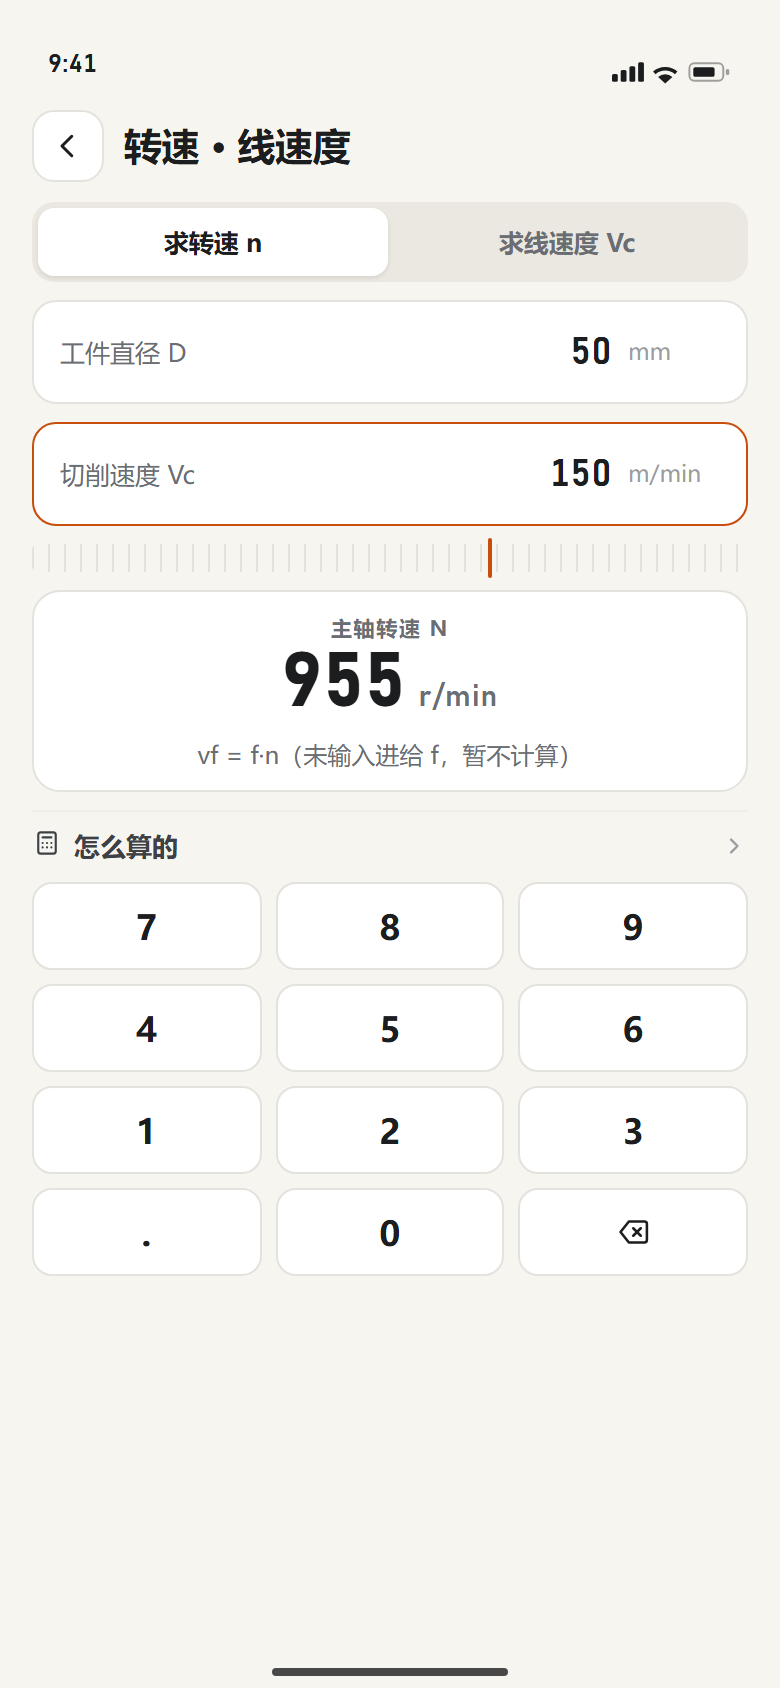 9:41
转速·线速度
求转速 n
求线速度 Vc
工件直径 D 50 mm
切削速度 Vc 150 m/min
主轴转速 N
955 r/min
vf = f·n（未输入进给 f，暂不计算）
怎么算的
7 8 9
4 5 6
1 2 3
. 0